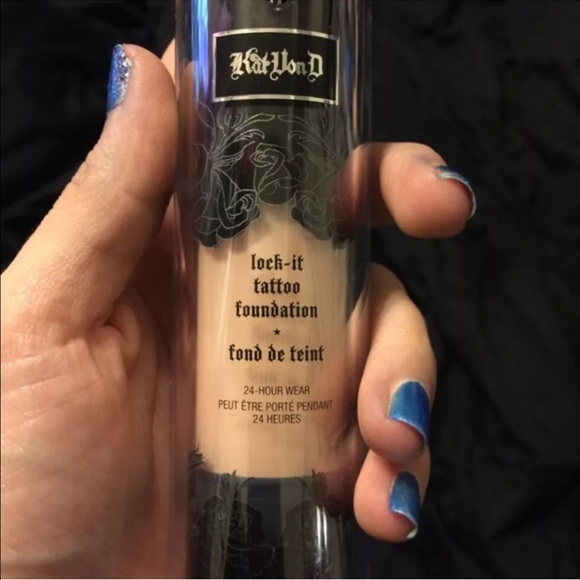 KatVonD
lock-it
tattoo
foundation
★
fond de teint
24-HOUR WEAR
PEUT ÊTRE PORTÉ PENDANT
24 HEURES